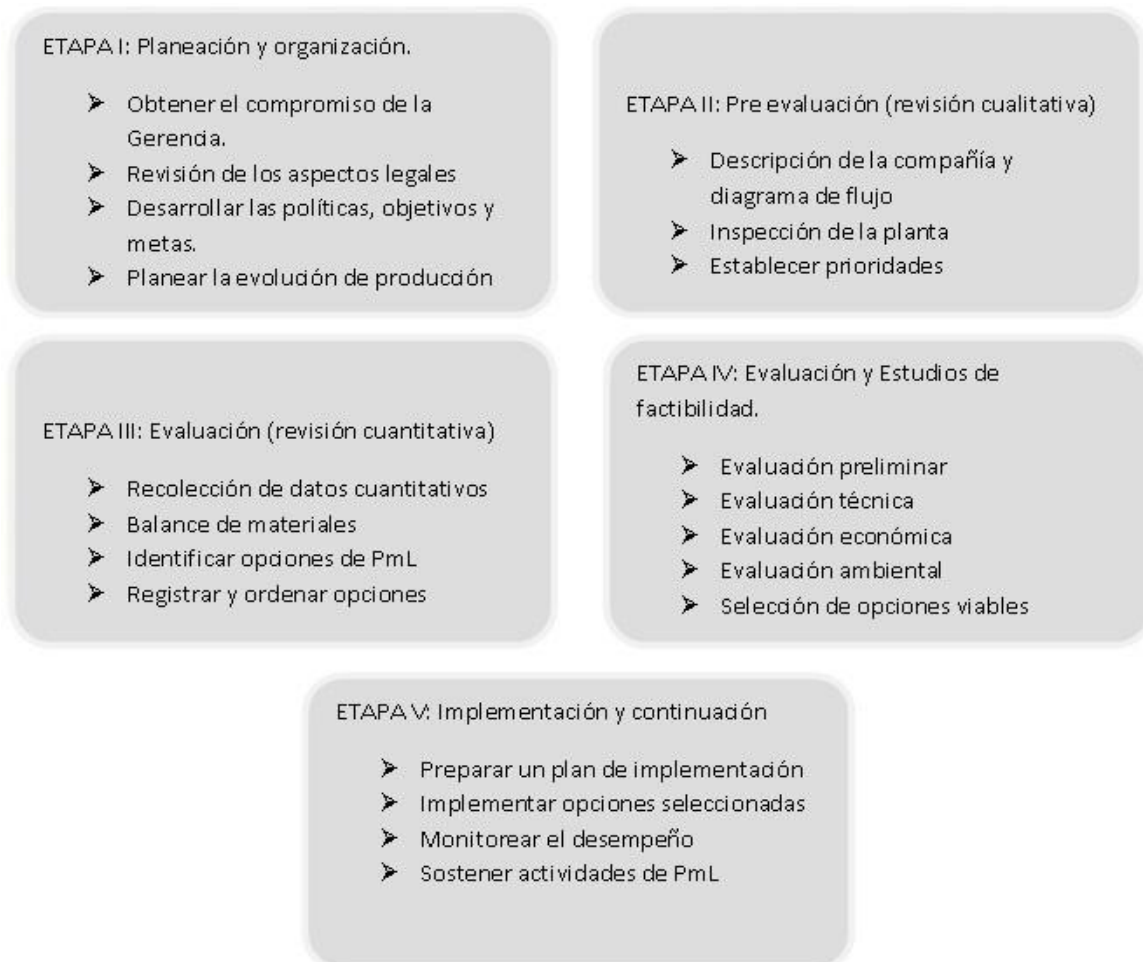 ETAPA I: Planeación y organización.
➤ Obtener el compromiso de la
Gerencia.
➤ Revisión de los aspectos legales
➤ Desarrollar las políticas, objetivos y
metas.
➤ Planear la evolución de producción
ETAPA II: Pre evaluación (revisión cualitativa)
➤ Descripción de la compañía y
diagrama de flujo
➤ Inspección de la planta
➤ Establecer prioridades
ETAPA III: Evaluación (revisión cuantitativa)
➤ Recolección de datos cuantitativos
➤ Balance de materiales
➤ Identificar opciones de PmL
➤ Registrar y ordenar opciones
ETAPA IV: Evaluación y Estudios de
factibilidad.
➤ Evaluación preliminar
➤ Evaluación técnica
➤ Evaluación económica
➤ Evaluación ambiental
➤ Selección de opciones viables
ETAPA V: Implementación y continuación
➤ Preparar un plan de implementación
➤ Implementar opciones seleccionadas
➤ Monitorear el desempeño
➤ Sostener actividades de PmL